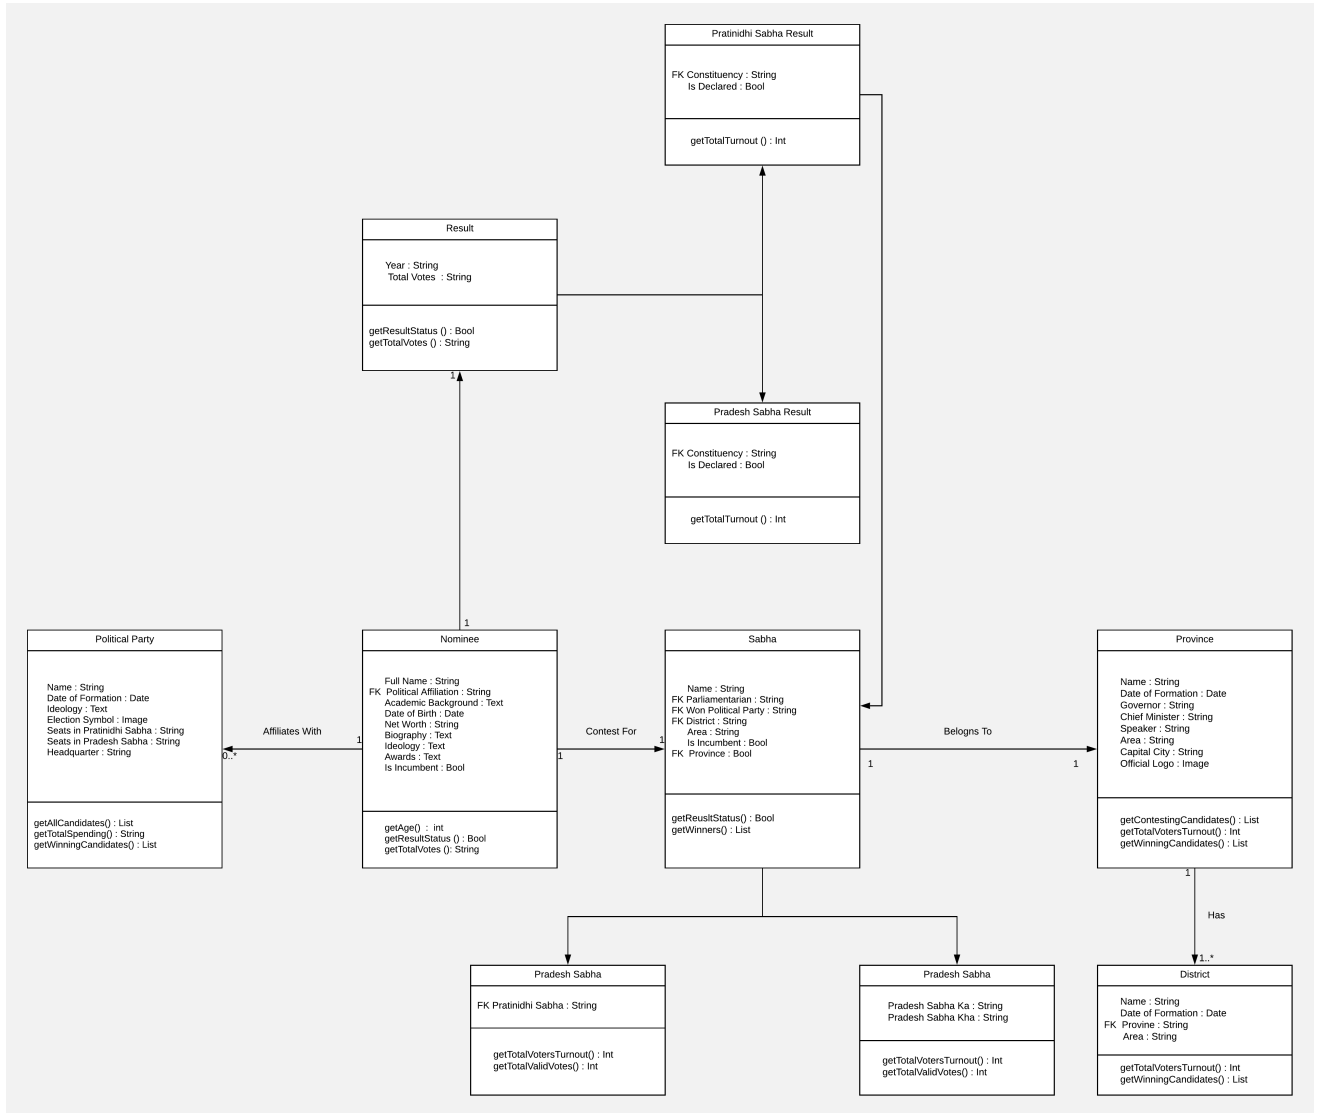 Pratinidhi Sabha Result
FK Constituency : String
Is Declared : Bool
getTotalTurnout () : Int
Result
Year : String
Total Votes : String
getResultStatus () : Bool
getTotalVotes () : String
1
Pradesh Sabha Result
FK Constituency : String
Is Declared : Bool
getTotalTurnout () : Int
1
Political Party
Name : String
Date of Formation : Date
Ideology : Text
Election Symbol : Image
Seats in Pratinidhi Sabha : String
Seats in Pradesh Sabha : String
Headquarter : String
getAllCandidates() : List
getTotalSpending() : String
getWinningCandidates() : List
Affiliates With
1
0..*
Nominee
Full Name : String
FK Political Affiliation : String
Academic Background : Text
Date of Birth : Date
Net Worth : String
Biography : Text
Ideology : Text
Awards : Text
Is Incumbent : Bool
getAge() : int
getResultStatus () : Bool
getTotalVotes (): String
Contest For
1
1
Sabha
Name : String
FK Parliamentarian : String
FK Won Political Party : String
FK District : String
Area : String
Is Incumbent : Bool
FK Province : Bool
getReusltStatus() : Bool
getWinners() : List
Belogns To
1
1
Province
Name : String
Date of Formation : Date
Governor : String
Chief Minister : String
Speaker : String
Area : String
Capital City : String
Official Logo : Image
getContestingCandidates() : List
getTotalVotersTurnout() : Int
getWinningCandidates() : List
1
Has
1..*
Pradesh Sabha
FK Pratinidhi Sabha : String
getTotalVotersTurnout() : Int
getTotalValidVotes() : Int
Pradesh Sabha
Pradesh Sabha Ka : String
Pradesh Sabha Kha : String
getTotalVotersTurnout() : Int
getTotalValidVotes() : Int
District
Name : String
Date of Formation : Date
FK Provine : String
Area : String
getTotalVotersTurnout() : Int
getWinningCandidates() : List